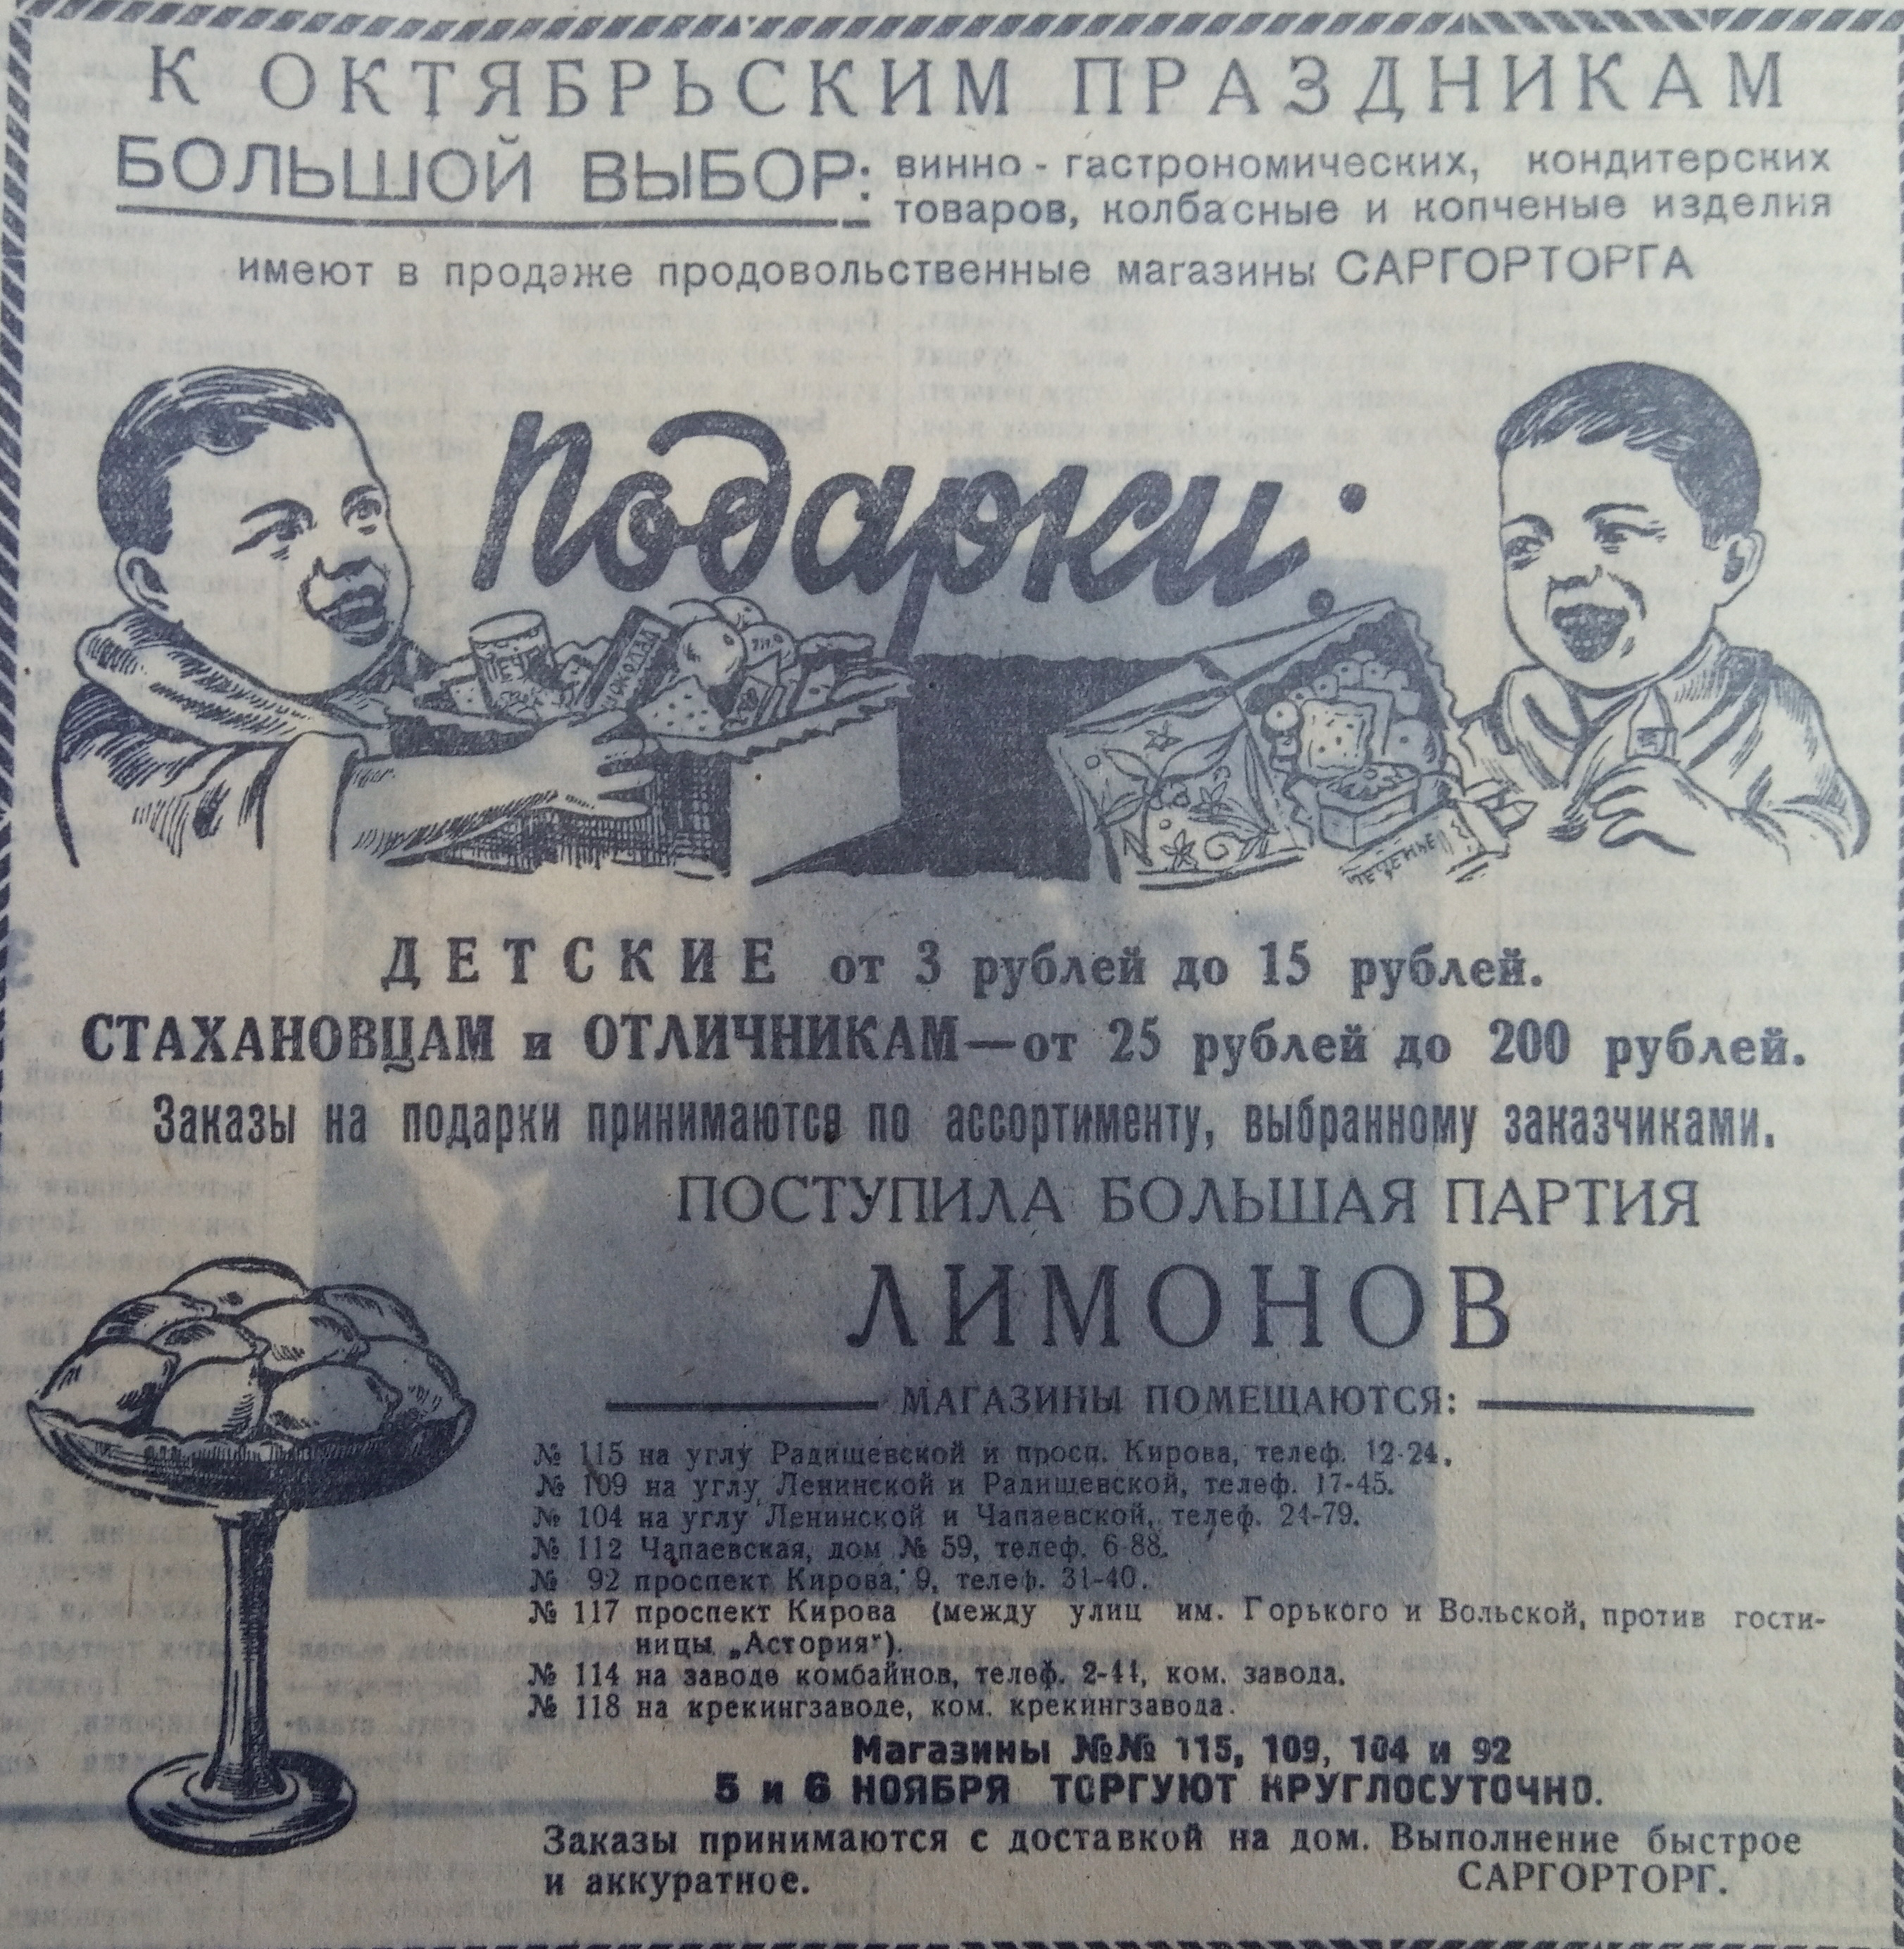 К ОКТЯБРЬСКИМ ПРАЗДНИКАМ
БОЛЬШОЙ ВЫБОР: винно-гастрономических, кондитерских
товаров, колбасные и копченые изделия
имеют в продаже продовольственные магазины САРГОРТОРГА
Подарки:
ШОКОЛАД
ПЕЧЕНЬЕ
ДЕТСКИЕ от 3 рублей до 15 рублей.
СТАХАНОВЦАМ и ОТЛИЧНИКАМ—от 25 рублей до 200 рублей.
Заказы на подарки принимаются по ассортименту, выбранному заказчиками.
ПОСТУПИЛА БОЛЬШАЯ ПАРТИЯ
ЛИМОНОВ
МАГАЗИНЫ ПОМЕЩАЮТСЯ:
№ 115 на углу Радищевской и просп. Кирова, телеф. 12-24.
№ 109 на углу Ленинской и Радищевской, телеф. 17-45.
№ 104 на углу Ленинской и Чапаевской, телеф. 24-79.
№ 112 Чапаевская, дом № 59, телеф. 6-88.
№ 92 проспект Кирова, 9, телеф. 31-40.
№ 117 проспект Кирова (между улиц им. Горького и Вольской, против гости-
ницы „Астория“).
№ 114 на заводе комбайнов, телеф. 2-44, ком. завода.
№ 118 на крекингзаводе, ком. крекингзавода.
Магазины №№ 115, 109, 104 и 92
5 и 6 НОЯБРЯ ТОРГУЮТ КРУГЛОСУТОЧНО.
Заказы принимаются с доставкой на дом. Выполнение быстрое
и аккуратное. САРГОРТОРГ.